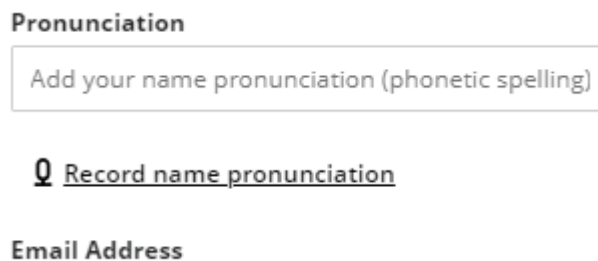 Pronunciation
Add your name pronunciation (phonetic spelling)
Record name pronunciation
Email Address